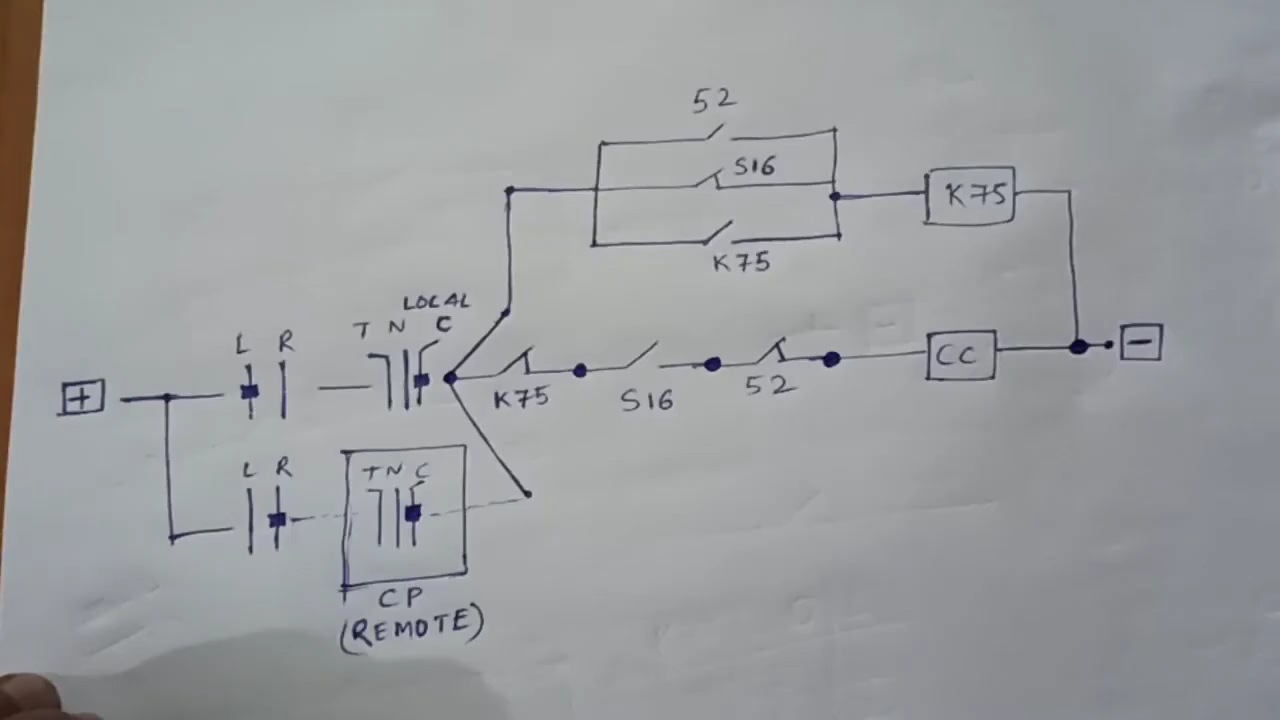 52
S16
K75
K75
LOCAL
T N C
L R
+
K75
S16
52
CC
-
L R
T N C
CP
(REMOTE)